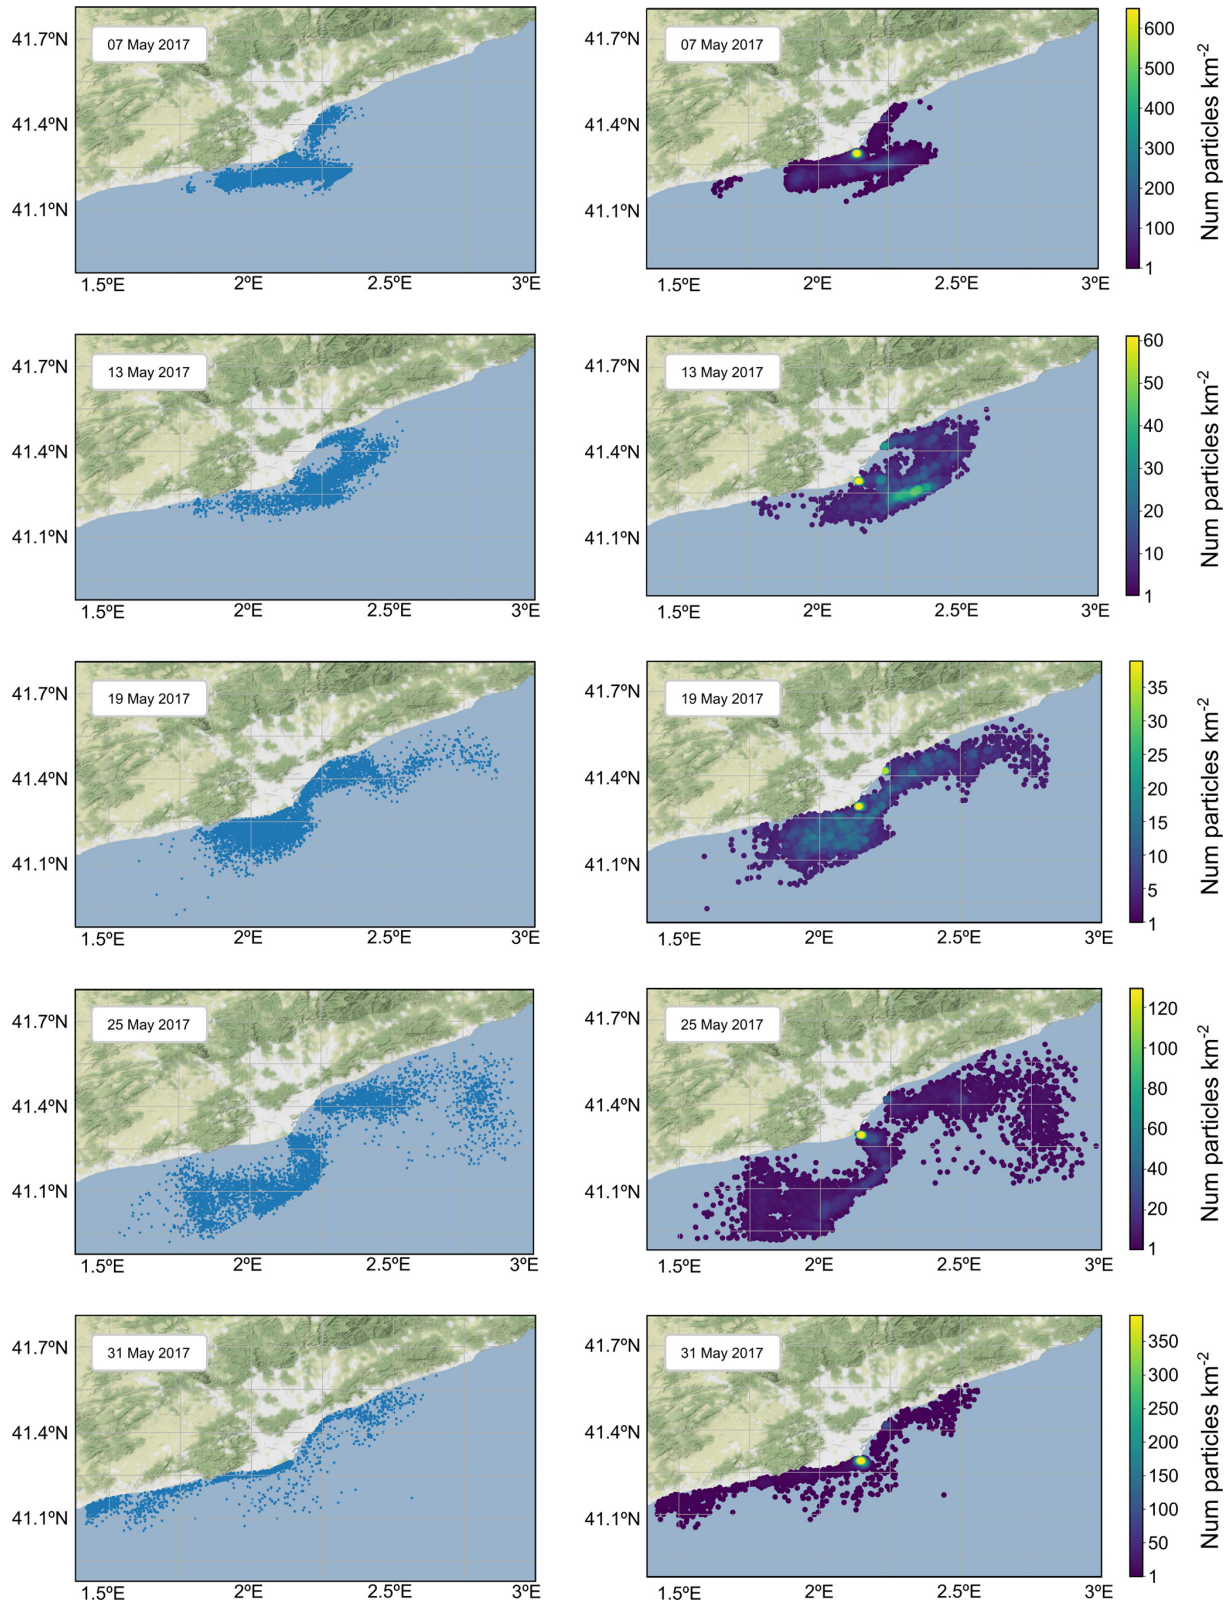 41.7ºN
41.4ºN
41.1ºN
07 May 2017
1.5ºE 2ºE 2.5ºE 3ºE
07 May 2017
1.5ºE 2ºE 2.5ºE 3ºE
600
500
400
300
200
100
1
Num particles km-2
41.7ºN
41.4ºN
41.1ºN
13 May 2017
1.5ºE 2ºE 2.5ºE 3ºE
41.7ºN
41.4ºN
41.1ºN
13 May 2017
1.5ºE 2ºE 2.5ºE 3ºE
60
50
40
30
20
10
1
Num particles km-2
41.7ºN
41.4ºN
41.1ºN
19 May 2017
1.5ºE 2ºE 2.5ºE 3ºE
41.7ºN
41.4ºN
41.1ºN
19 May 2017
1.5ºE 2ºE 2.5ºE 3ºE
35
30
25
20
15
10
5
1
Num particles km-2
41.7ºN
41.4ºN
41.1ºN
25 May 2017
1.5ºE 2ºE 2.5ºE 3ºE
41.7ºN
41.4ºN
41.1ºN
25 May 2017
1.5ºE 2ºE 2.5ºE 3ºE
120
100
80
60
40
20
1
Num particles km-2
41.7ºN
41.4ºN
41.1ºN
31 May 2017
1.5ºE 2ºE 2.5ºE 3ºE
41.7ºN
41.4ºN
41.1ºN
31 May 2017
1.5ºE 2ºE 2.5ºE 3ºE
350
300
250
200
150
100
50
1
Num particles km-2